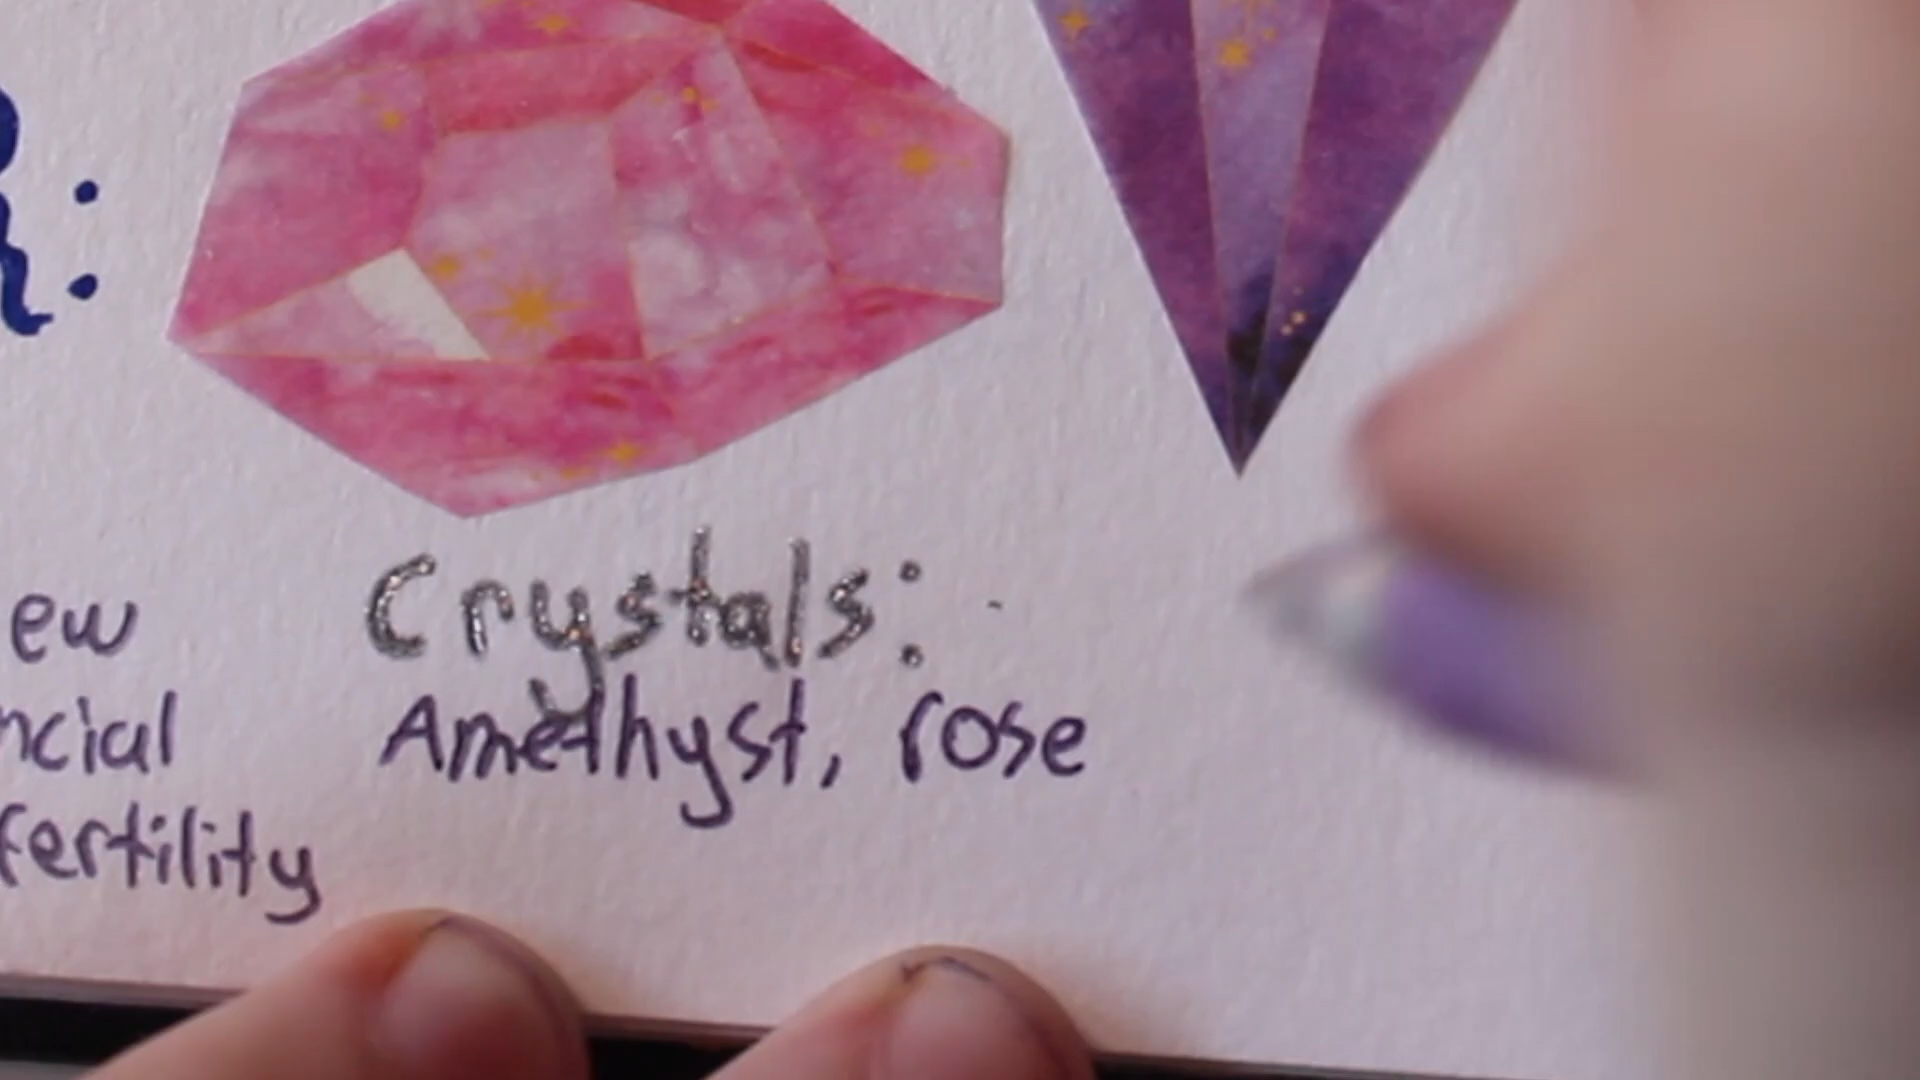 R:
ew
ncial
fertility
Crystals:
Amethyst, rose